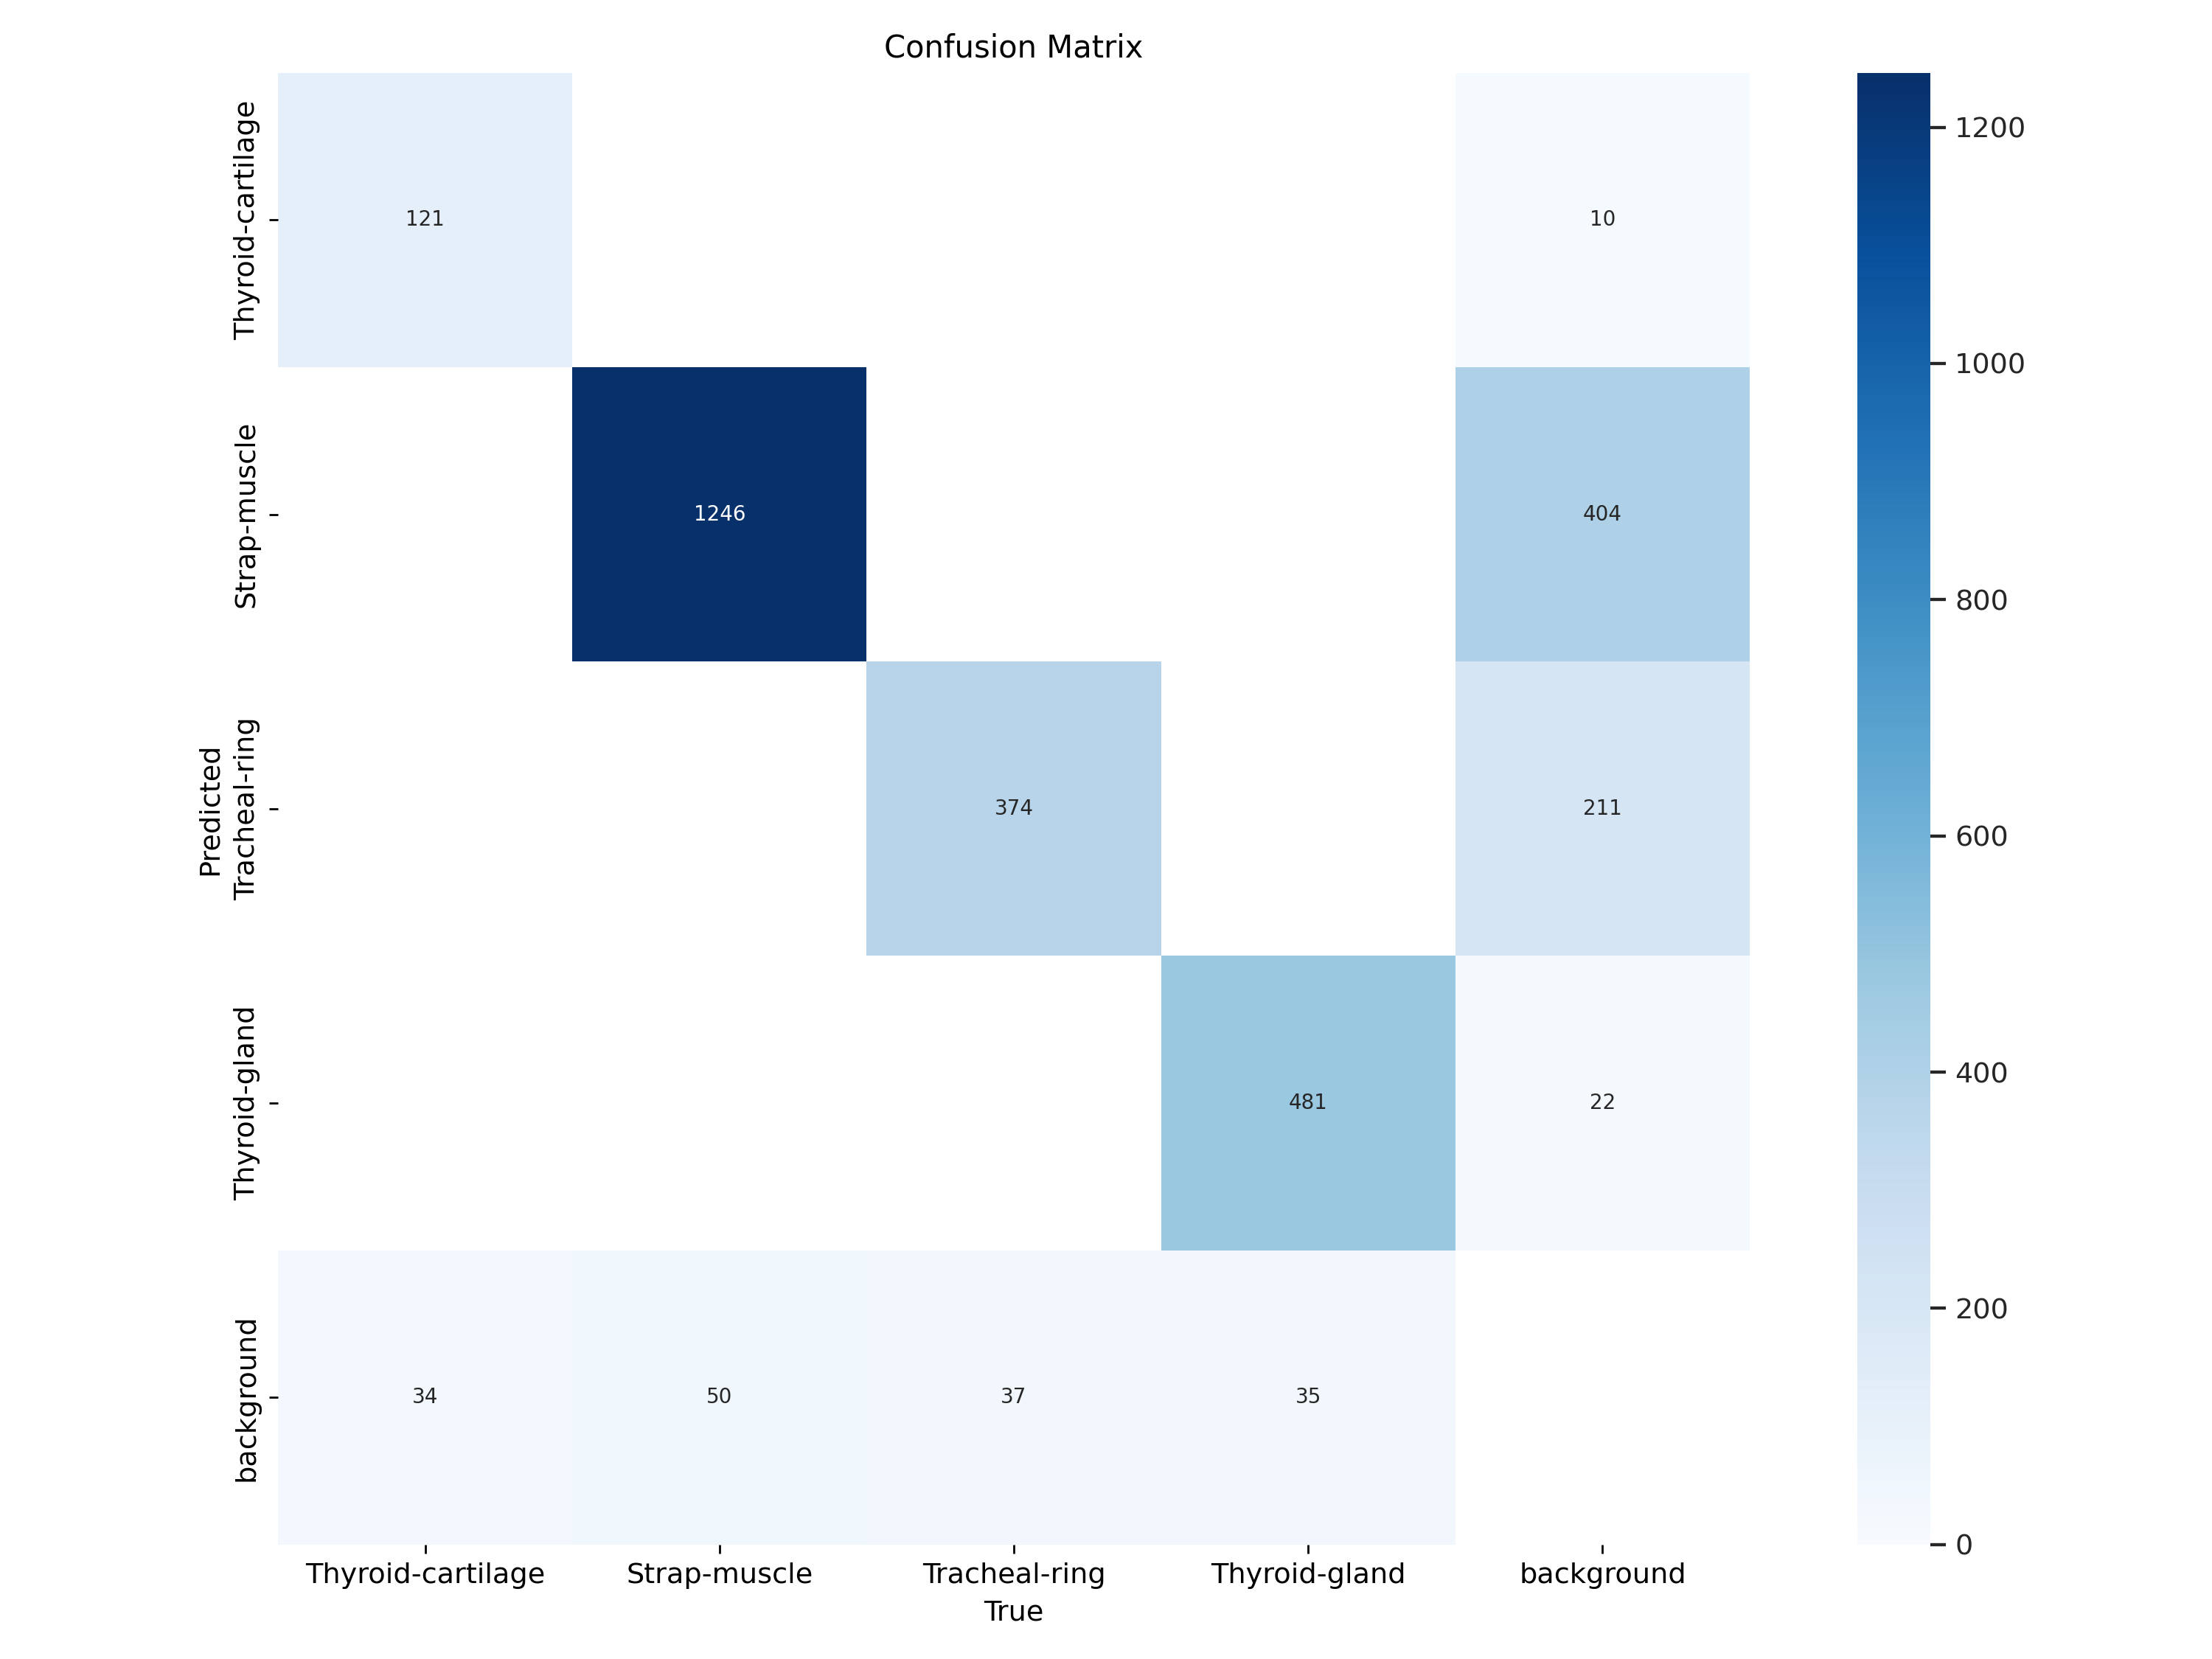 Confusion Matrix
Predicted
Thyroid-cartilage
121
10
Strap-muscle
1246
404
Tracheal-ring
374
211
Thyroid-gland
481
22
background
34
50
37
35
Thyroid-cartilage
Strap-muscle
Tracheal-ring
Thyroid-gland
background
True
1200
1000
800
600
400
200
0